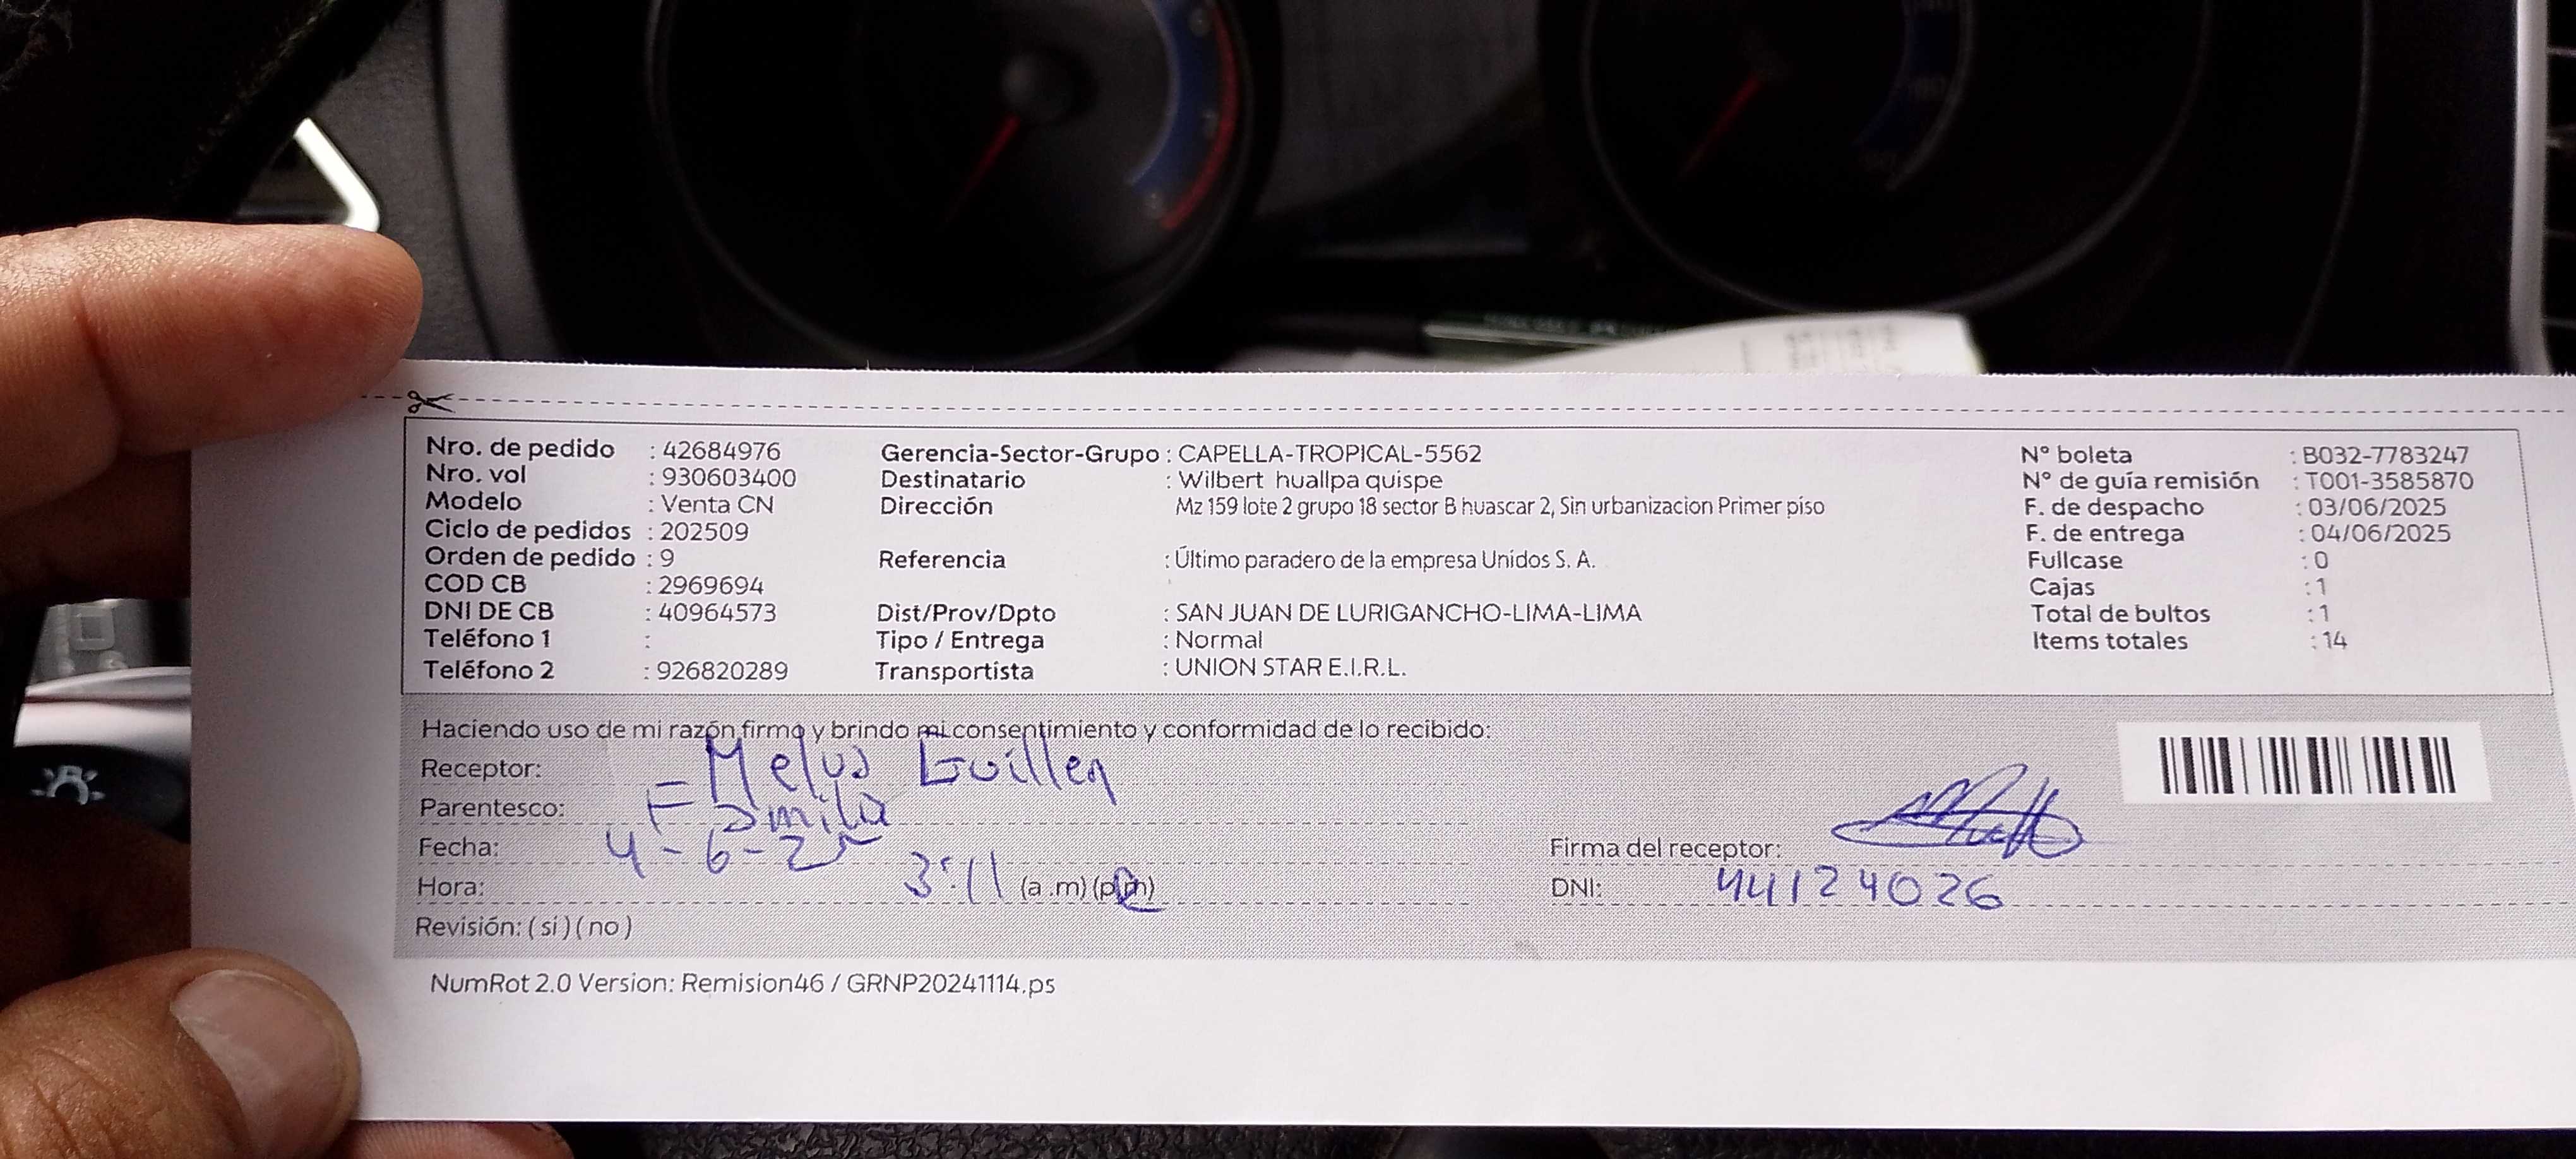 Nro. de pedido : 42684976 Gerencia-Sector-Grupo : CAPELLA-TROPICAL-5562 N° boleta : B032-7783247
Nro. vol : 930603400 Destinatario : Wilbert huallpa quispe N° de guía remisión : T001-3585870
Modelo : Venta CN Dirección Mz 159 lote 2 grupo 18 sector B huascar 2, Sin urbanizacion Primer piso F. de despacho : 03/06/2025
Ciclo de pedidos : 202509 F. de entrega : 04/06/2025
Orden de pedido : 9 Referencia : Último paradero de la empresa Unidos S. A. Fullcase : 0
COD CB : 2969694 Cajas : 1
DNI DE CB : 40964573 Dist/Prov/Dpto : SAN JUAN DE LURIGANCHO-LIMA-LIMA Total de bultos : 1
Teléfono 1 : Tipo / Entrega : Normal Items totales : 14
Teléfono 2 : 926820289 Transportista : UNION STAR E.I.R.L.
Haciendo uso de mi razón firmo y brindo mi consentimiento y conformidad de lo recibido:
Receptor: Guillen
Parentesco: Familia
Fecha: 4-6-25 Firma del receptor:
Hora: 3:11 (a.m) (p.m) DNI: 44124026
Revisión: ( si ) ( no )
NumRot 2.0 Version: Remision46 / GRNP20241114.ps